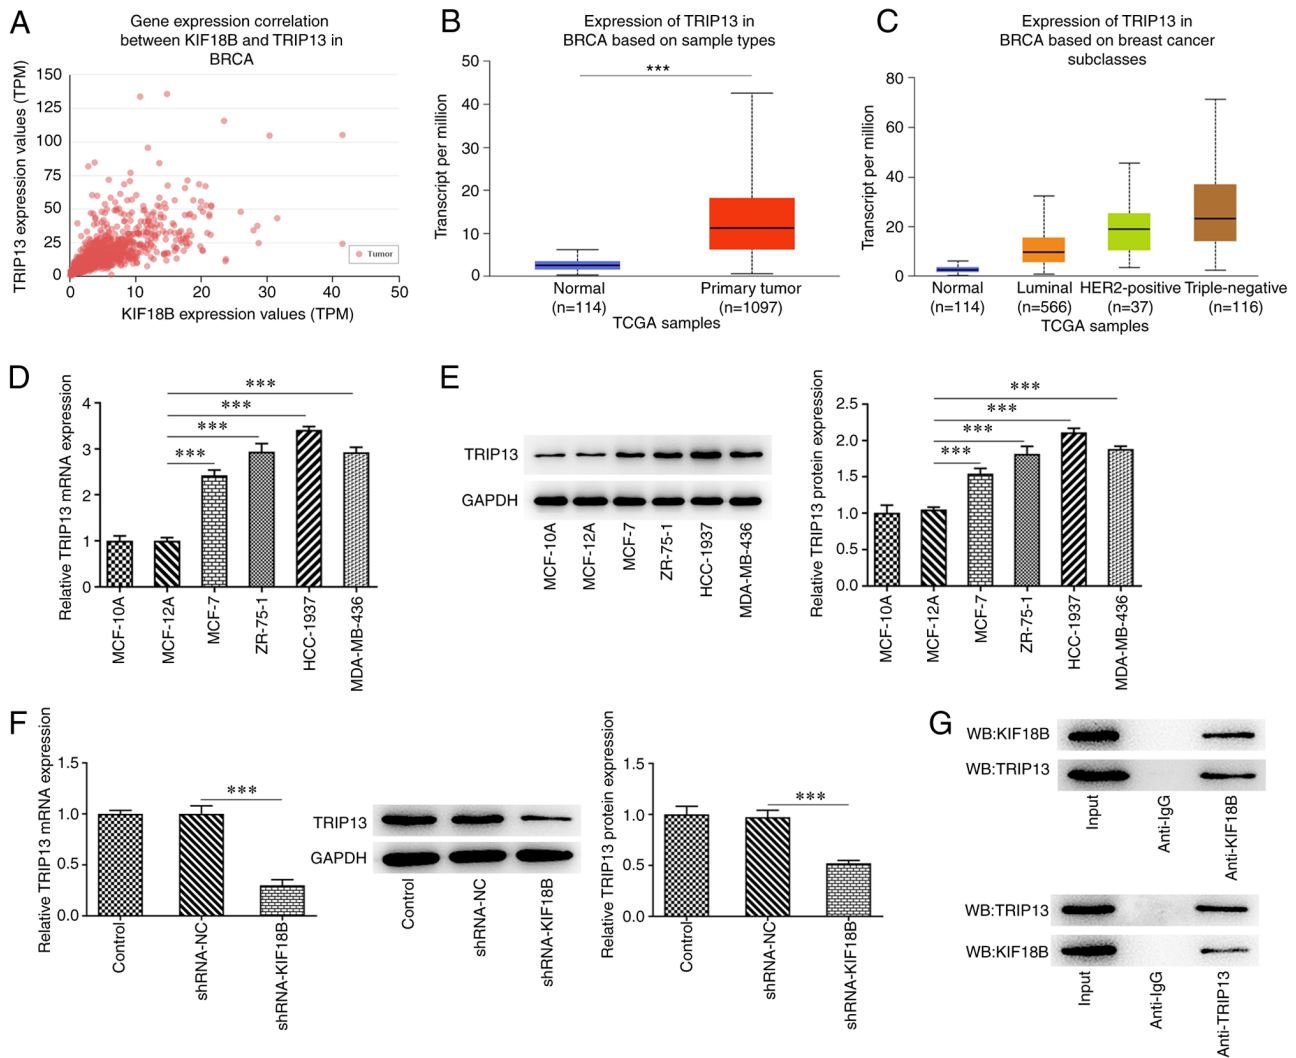 A
Gene expression correlation
between KIF18B and TRIP13 in
BRCA
TRIP13 expression values (TPM)
150
125
100
75
50
25
0
0
10
20
30
40
50
Tumor
KIF18B expression values (TPM)
B
Expression of TRIP13 in
BRCA based on sample types
Transcript per million
50
40
30
20
10
0
***
Normal
(n=114)
Primary tumor
(n=1097)
TCGA samples
C
Expression of TRIP13 in
BRCA based on breast cancer
subclasses
Transcript per million
80
60
40
20
0
Normal
(n=114)
Luminal
(n=566)
HER2-positive
(n=37)
Triple-negative
(n=116)
TCGA samples
D
Relative TRIP13 mRNA expression
4
3
2
1
0
***
***
***
***
MCF-10A
MCF-12A
MCF-7
ZR-75-1
HCC-1937
MDA-MB-436
E
TRIP13
GAPDH
MCF-10A
MCF-12A
MCF-7
ZR-75-1
HCC-1937
MDA-MB-436
Relative TRIP13 protein expression
2.5
2.0
1.5
1.0
0.5
0.0
***
***
***
***
MCF-10A
MCF-12A
MCF-7
ZR-75-1
HCC-1937
MDA-MB-436
F
Relative TRIP13 mRNA expression
1.5
1.0
0.5
0.0
***
Control
shRNA-NC
shRNA-KIF18B
TRIP13
GAPDH
Control
shRNA-NC
shRNA-KIF18B
Relative TRIP13 protein expression
1.5
1.0
0.5
0.0
***
Control
shRNA-NC
shRNA-KIF18B
G
WB:KIF18B
WB:TRIP13
Input
Anti-IgG
Anti-KIF18B
WB:TRIP13
WB:KIF18B
Input
Anti-IgG
Anti-TRIP13